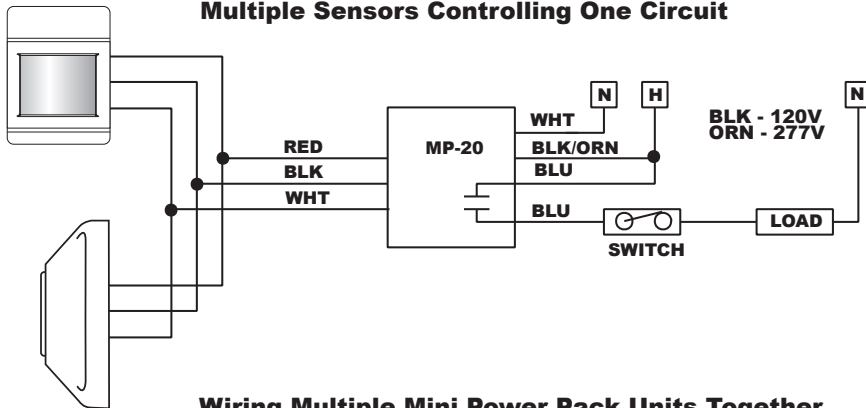 Multiple Sensors Controlling One Circuit
N H N
BLK - 120V
ORN - 277V
WHT
RED MP-20 BLK/ORN
BLK BLU
WHT
BLU
LOAD
SWITCH
Wiring Multiple Mini Power Pack Units Together